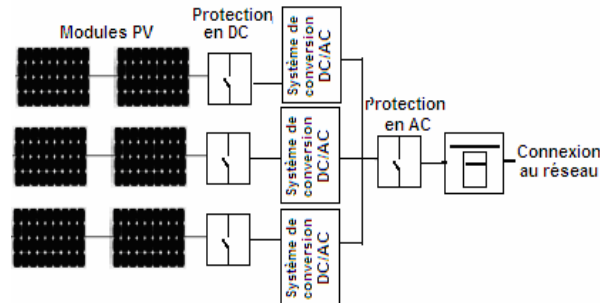 Modules PV
Protection
en DC
Système de
conversion
DC/AC
Système de
conversion
DC/AC
Système de
conversion
DC/AC
Protection
en AC
Connexion
au réseau